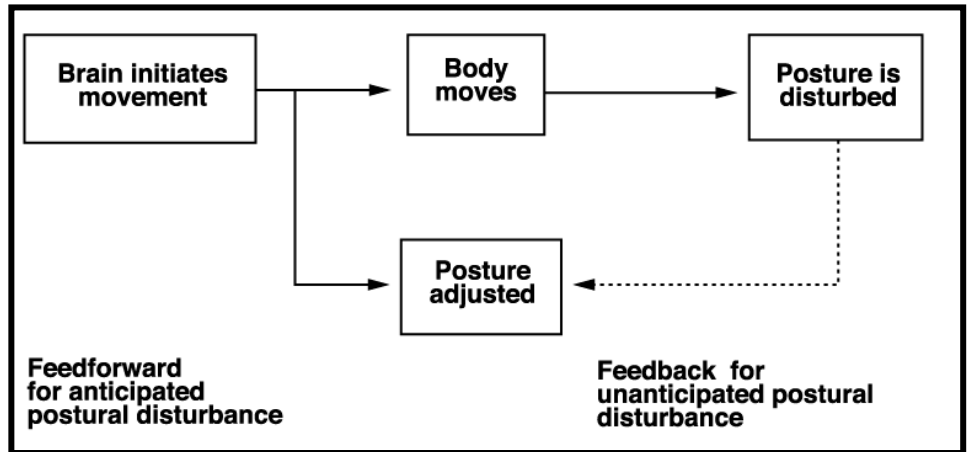 Brain initiates
movement
Body
moves
Posture is
disturbed
Posture
adjusted
Feedforward
for anticipated
postural disturbance
Feedback for
unanticipated postural
disturbance